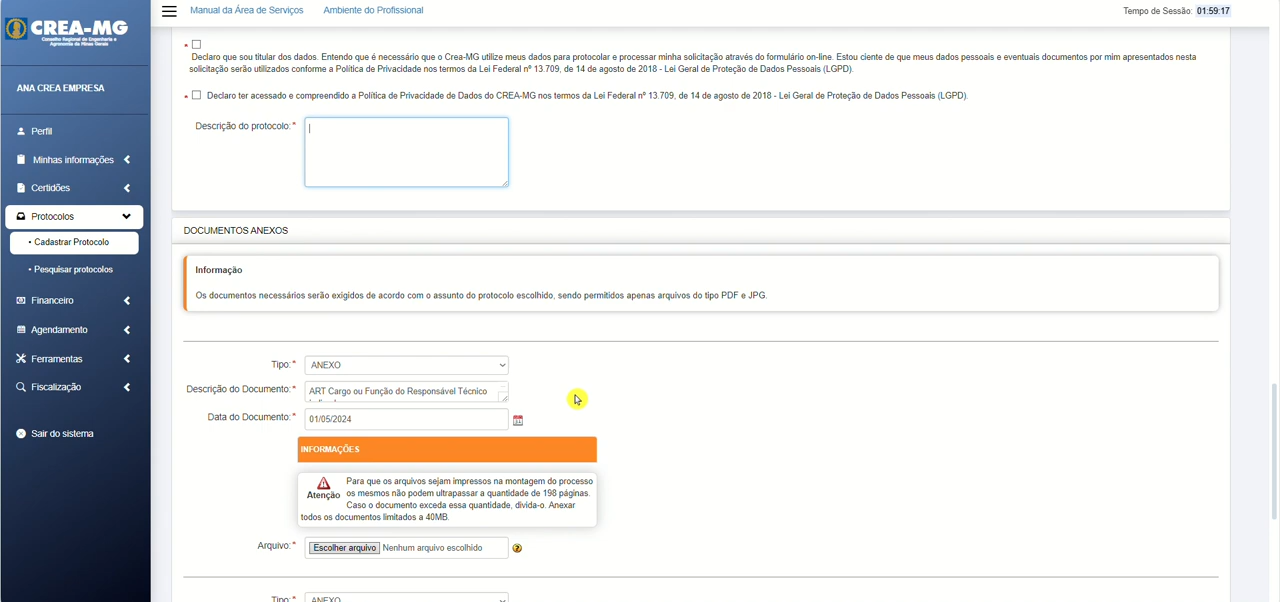 CREA-MG
Conselho Regional de Engenharia e
Agronomia de Minas Gerais
Manual da Área de Serviços
Ambiente do Profissional
Tempo de Sessão: 01:59:17
ANA CREA EMPRESA
Perfil
Minhas informações
Certidões
Protocolos
• Cadastrar Protocolo
• Pesquisar protocolos
Financeiro
Agendamento
Ferramentas
Fiscalização
Sair do sistema
*
Declaro que sou titular dos dados. Entendo que é necessário que o Crea-MG utilize meus dados para protocolar e processar minha solicitação através do formulário on-line. Estou ciente de que meus dados pessoais e eventuais documentos por mim apresentados nesta
solicitação serão utilizados conforme a Política de Privacidade nos termos da Lei Federal nº 13.709, de 14 de agosto de 2018 - Lei Geral de Proteção de Dados Pessoais (LGPD).
* Declaro ter acessado e compreendido a Política de Privacidade de Dados do CREA-MG nos termos da Lei Federal nº 13.709, de 14 de agosto de 2018 - Lei Geral de Proteção de Dados Pessoais (LGPD).
Descrição do protocolo:*
DOCUMENTOS ANEXOS
Informação
Os documentos necessários serão exigidos de acordo com o assunto do protocolo escolhido, sendo permitidos apenas arquivos do tipo PDF e JPG.
Tipo:* ANEXO
Descrição do Documento:* ART Cargo ou Função do Responsável Técnico
Data do Documento:* 01/05/2024
INFORMAÇÕES
Atenção
Para que os arquivos sejam impressos na montagem do processo
os mesmos não podem ultrapassar a quantidade de 198 páginas.
Caso o documento exceda essa quantidade, divida-o. Anexar
todos os documentos limitados a 40MB.
Arquivo:* Escolher arquivo Nenhum arquivo escolhido
Tipo:* ANEXO